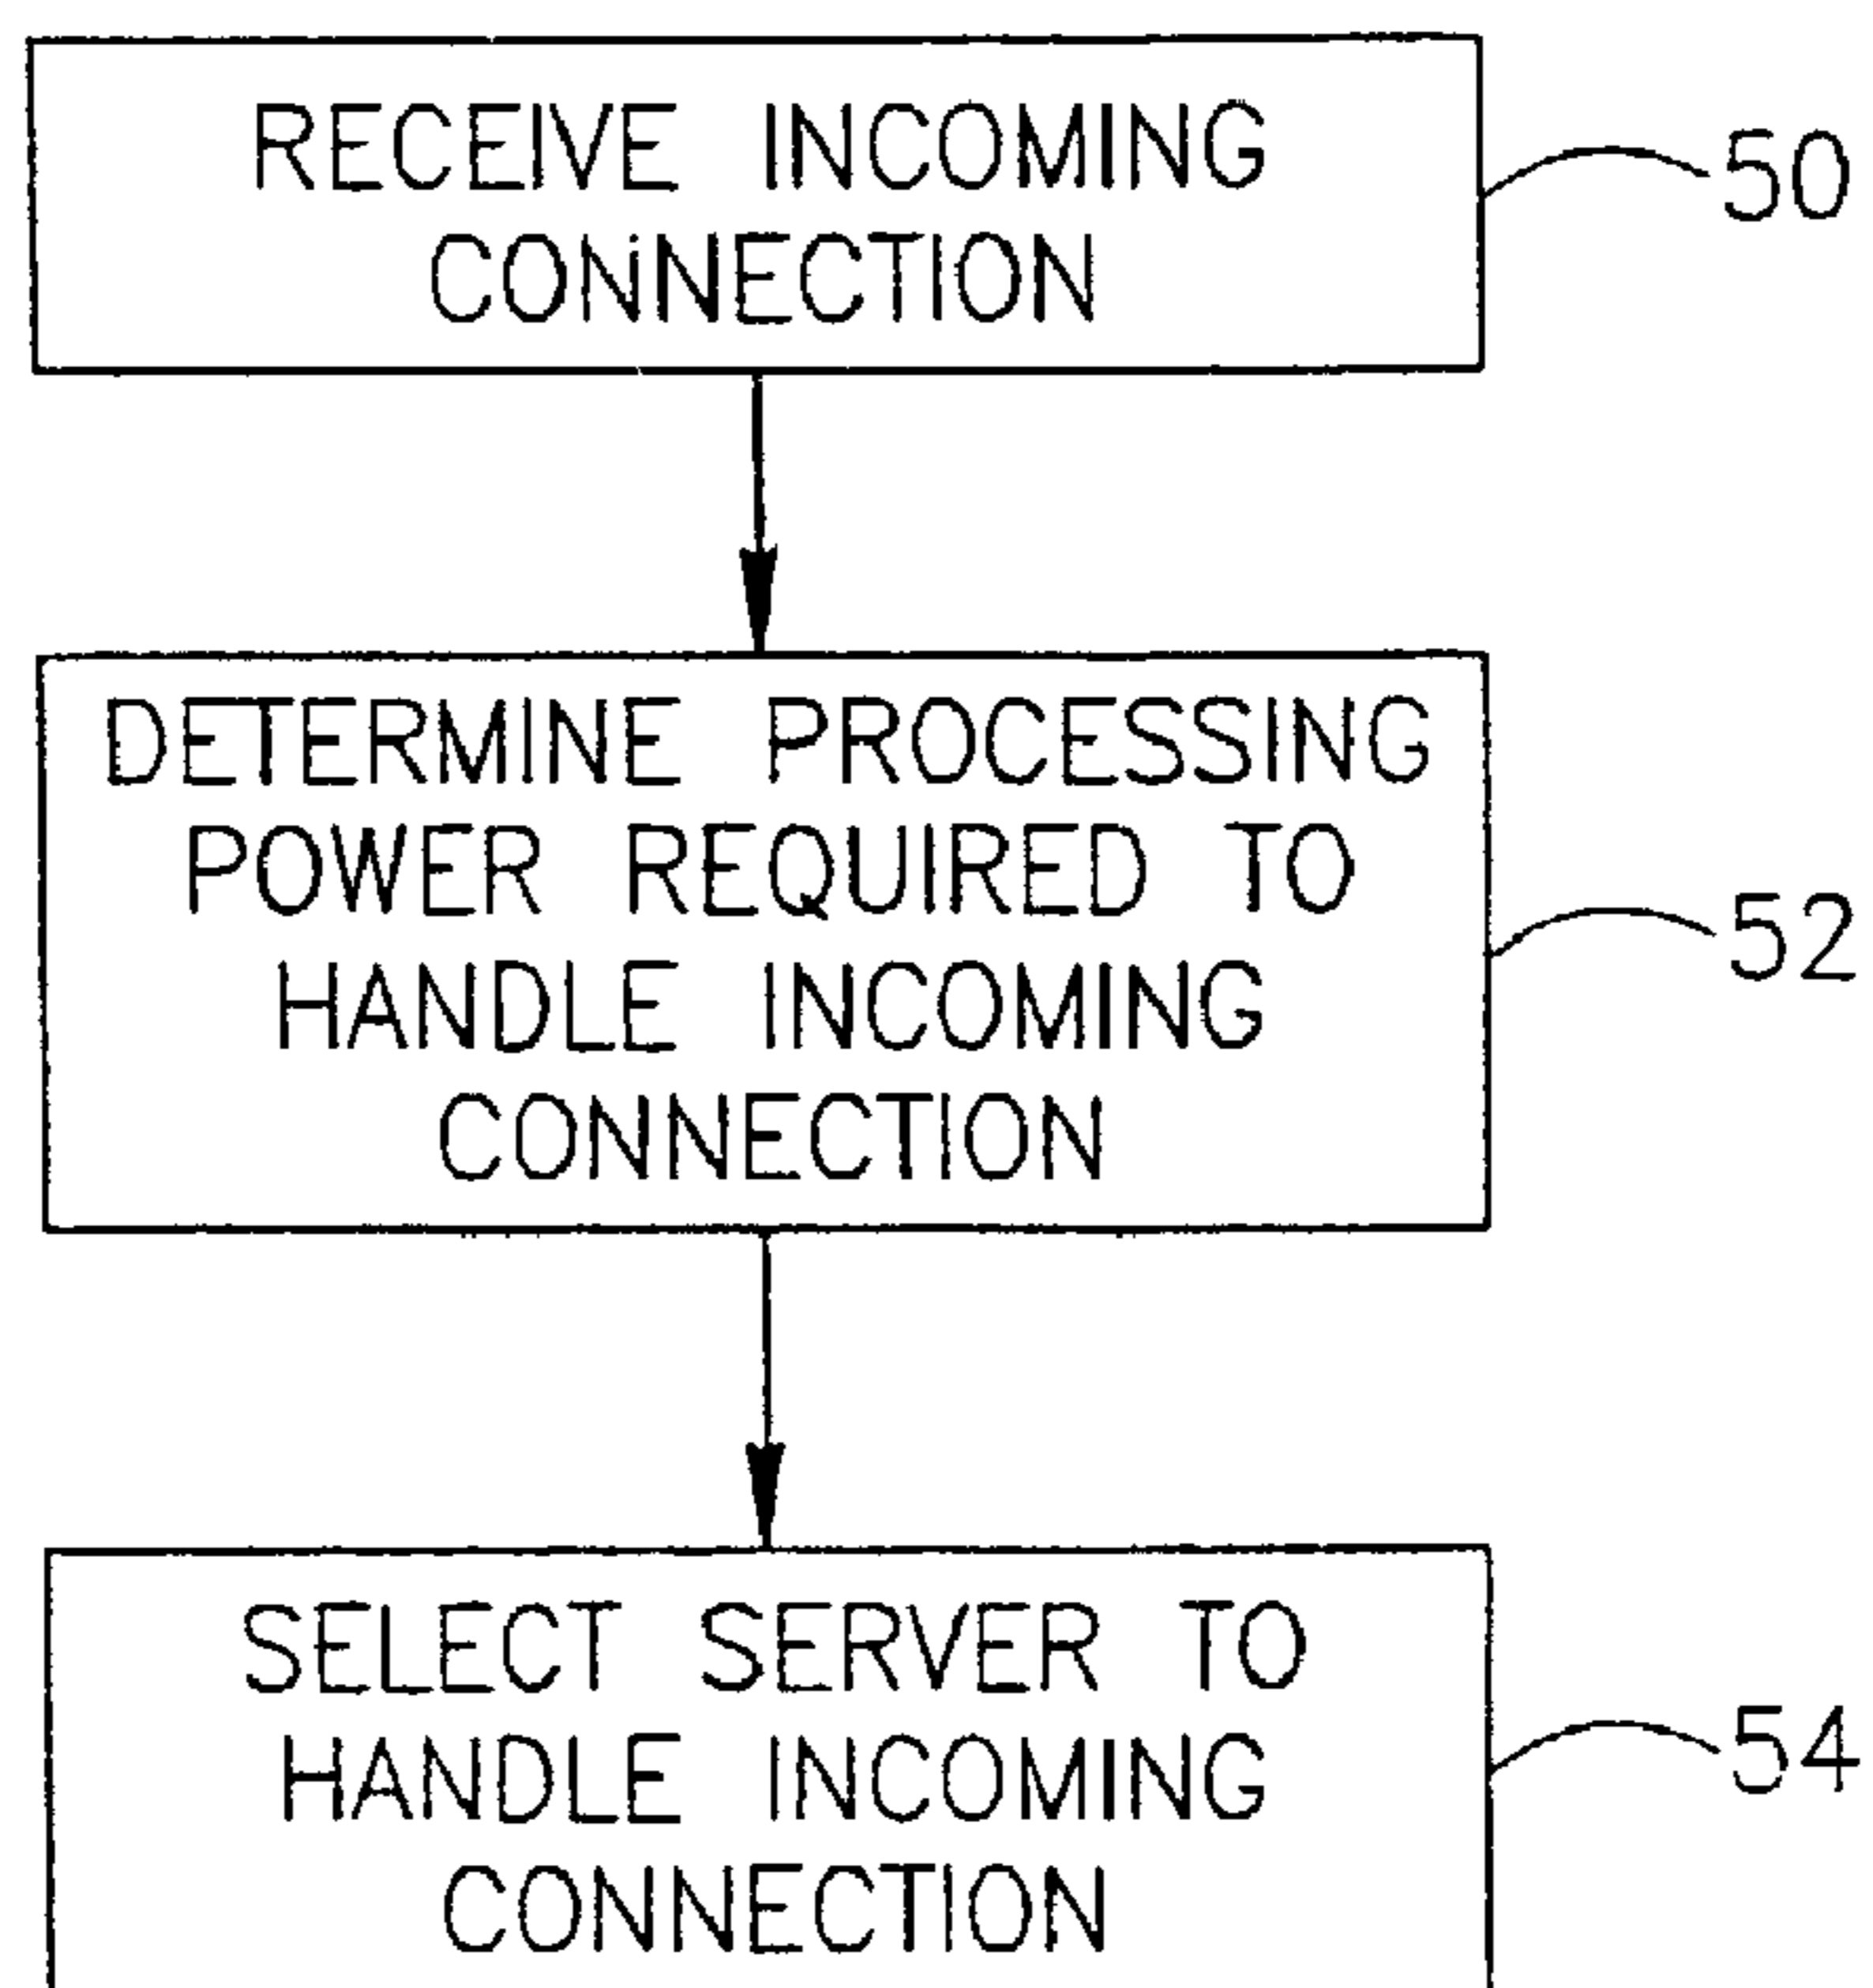 RECEIVE INCOMING
CONNECTION
50
DETERMINE PROCESSING
POWER REQUIRED TO
HANDLE INCOMING
CONNECTION
52
SELECT SERVER TO
HANDLE INCOMING
CONNECTION
54